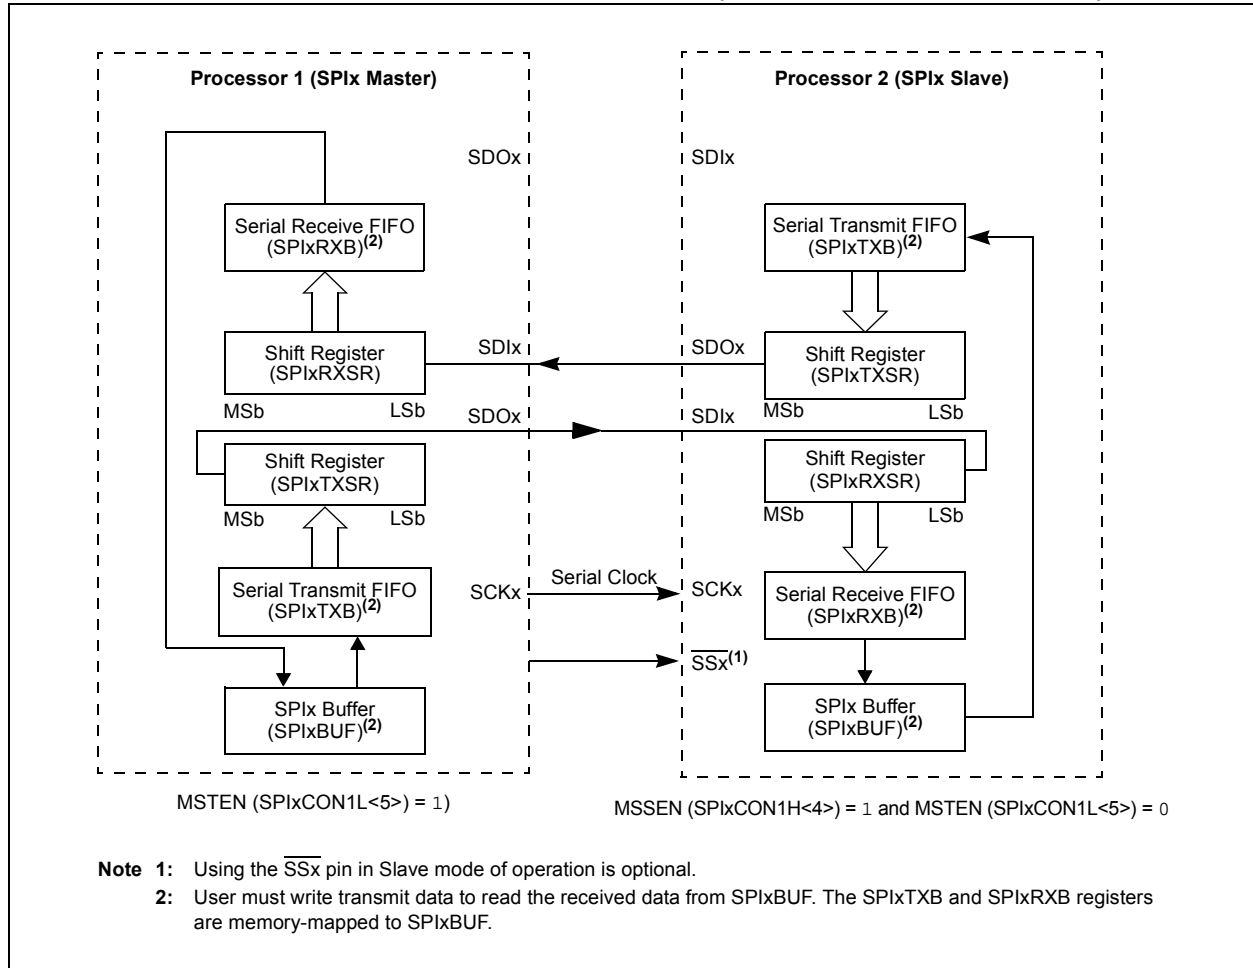 Processor 1 (SPIx Master)
Processor 2 (SPIx Slave)
SDOx
SDIx
Serial Receive FIFO
(SPIxRXB)(2)
Serial Transmit FIFO
(SPIxTXB)(2)
Shift Register
(SPIxRXSR)
SDIx
SDOx
Shift Register
(SPIxTXSR)
MSb
LSb
MSb
LSb
SDOx
SDIx
Shift Register
(SPIxTXSR)
Shift Register
(SPIxRXSR)
MSb
LSb
MSb
LSb
Serial Transmit FIFO
(SPIxTXB)(2)
SCKx
Serial Clock
SCKx
Serial Receive FIFO
(SPIxRXB)(2)
SSx(1)
SPIx Buffer
(SPIxBUF)(2)
SPIx Buffer
(SPIxBUF)(2)
MSTEN (SPIxCON1L<5>) = 1)
MSSEN (SPIxCON1H<4>) = 1 and MSTEN (SPIxCON1L<5>) = 0
Note 1: Using the SSx pin in Slave mode of operation is optional.
2: User must write transmit data to read the received data from SPIxBUF. The SPIxTXB and SPIxRXB registers
are memory-mapped to SPIxBUF.